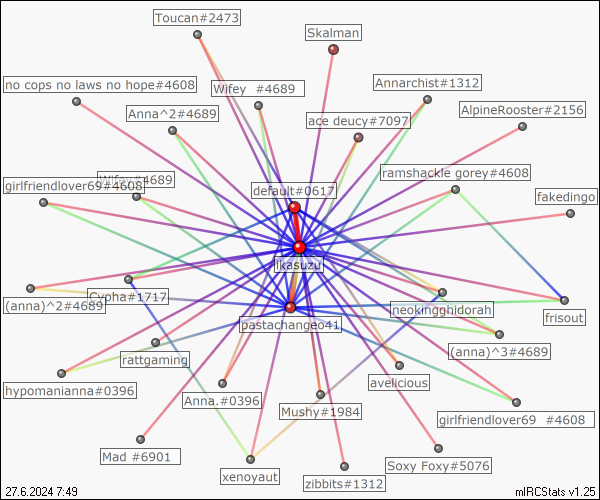 Toucan#2473
Skalman
no cops no laws no hope#4608
Wifey #4689
Annarchist#1312
Anna^2#4689
ace deucy#7097
AlpineRooster#2156
girlfriendlover69#4608
Wifey#4689
default#0617
ramshackle gorey#4608
fakedingo
ikasuzu
(anna)^2#4689
Cypha#1717
pastachangeo41
neokingghidorah
frisout
rattgaming
(anna)^3#4689
hypomanianna#0396
Anna.#0396
Mushy#1984
avelicious
girlfriendlover69 #4608
Mad #6901
xenoyaut
zibbits#1312
Soxy Foxy#5076
27.6.2024 7:49
mIRCStats v1.25